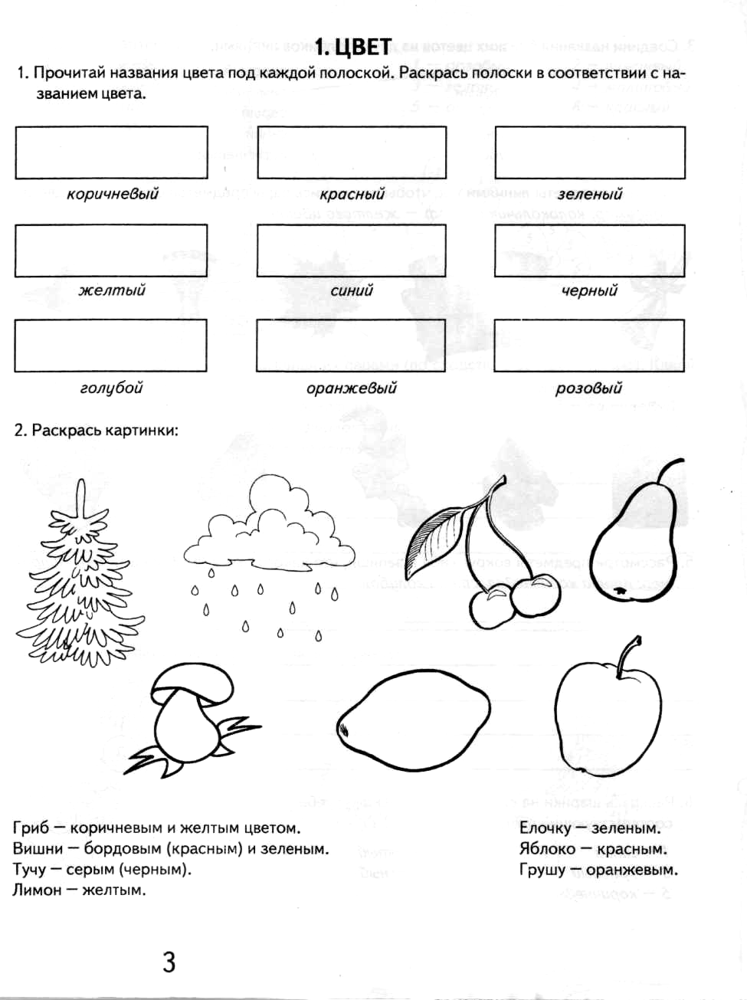 1. ЦВЕТ
1. Прочитай названия цвета под каждой полоской. Раскрась полоски в соответствии с на-
званием цвета.
коричневый красный зеленый
желтый синий черный
голубой оранжевый розовый
2. Раскрась картинки:
Гриб — коричневым и желтым цветом.
Вишни — бордовым (красным) и зеленым.
Тучу — серым (черным).
Лимон — желтым.
Елочку — зеленым.
Яблоко — красным.
Грушу — оранжевым.
3